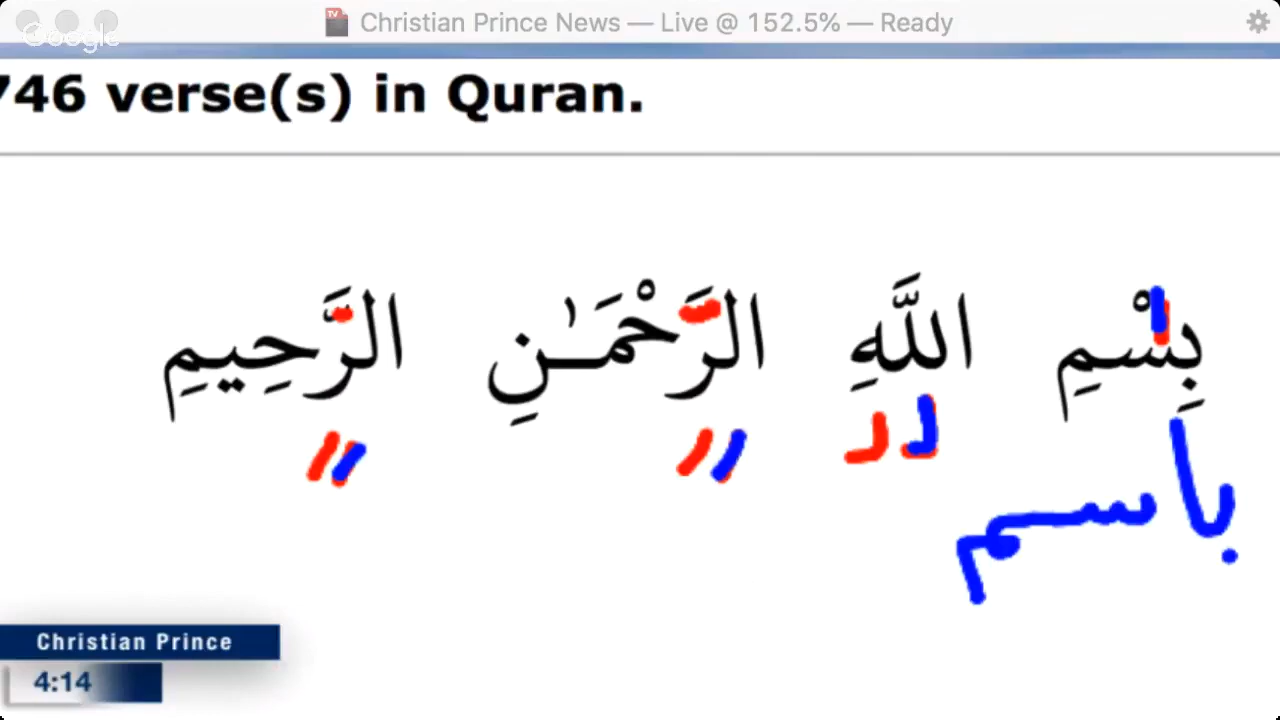 Christian Prince News — Live @ 152.5% — Ready
Google
746 verse(s) in Quran.
بِسْمِ اللَّهِ الرَّحْمَـٰنِ الرَّحِيمِ
ر ر ر ر
باسم
Christian Prince
4:14